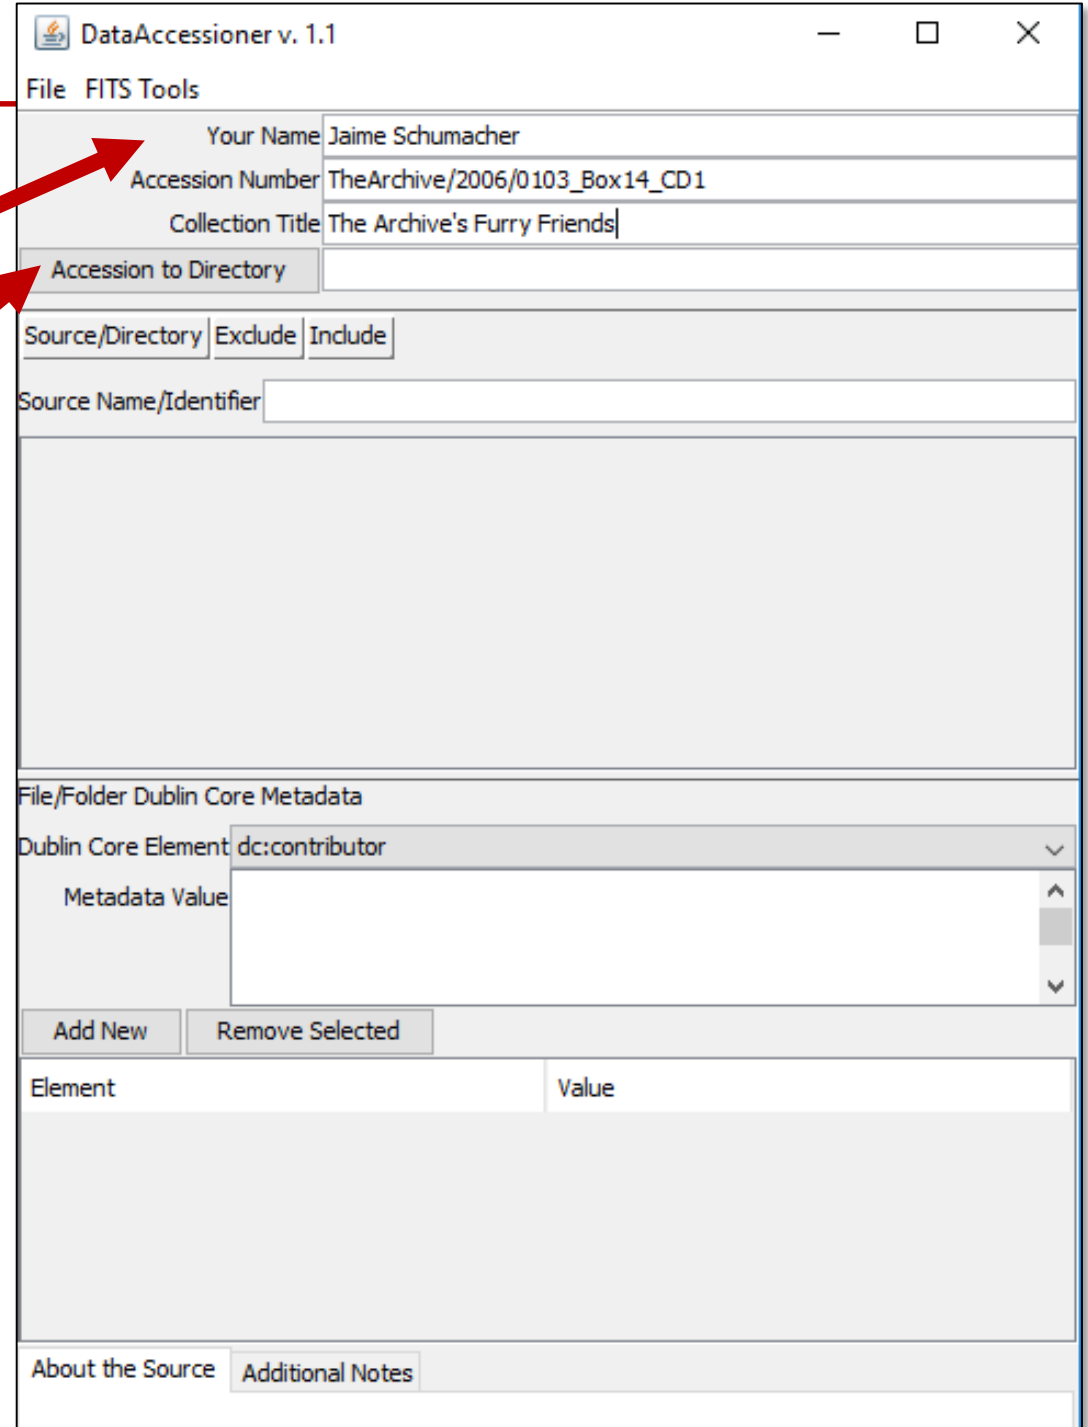 DataAccessioner v. 1.1
File FITS Tools
Your Name Jaime Schumacher
Accession Number TheArchive/2006/0103_Box14_CD1
Collection Title The Archive's Furry Friends
Accession to Directory
Source/Directory Exclude Include
Source Name/Identifier
File/Folder Dublin Core Metadata
Dublin Core Element dc:contributor
Metadata Value
Add New Remove Selected
Element Value
About the Source Additional Notes